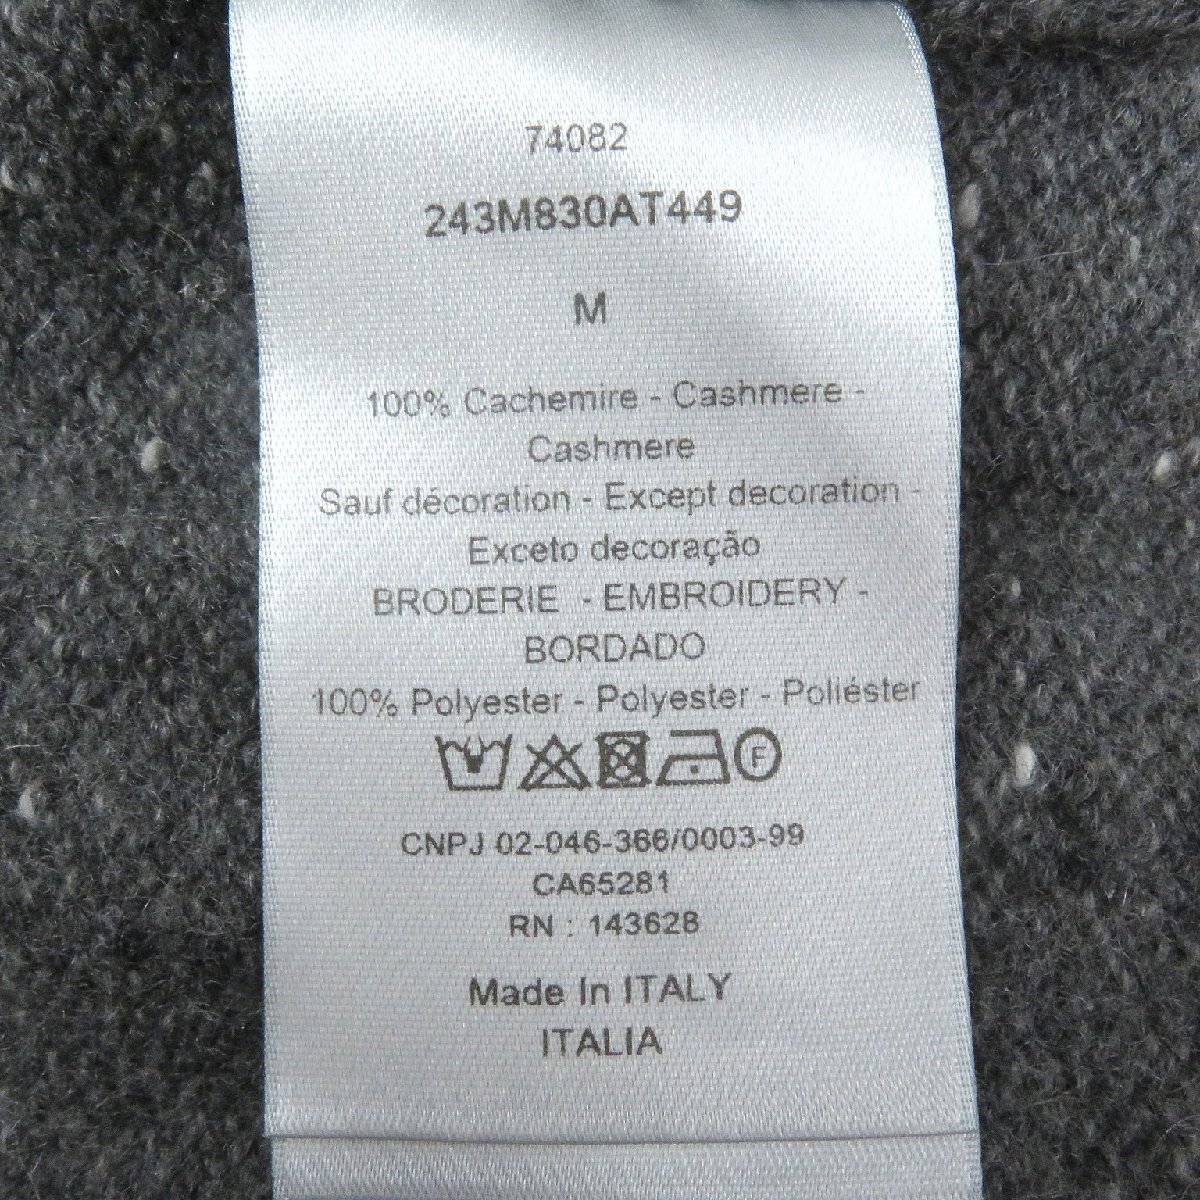 74082
243M830AT449
M
100% Cachemire - Cashmere -
Cashmere
Sauf décoration - Except decoration -
Exceto decoração
BRODERIE - EMBROIDERY -
BORDADO
100% Polyester - Polyester - Poliéster
F
CNPJ 02-046-366/0003-99
CA65281
RN : 143628
Made In ITALY
ITALIA